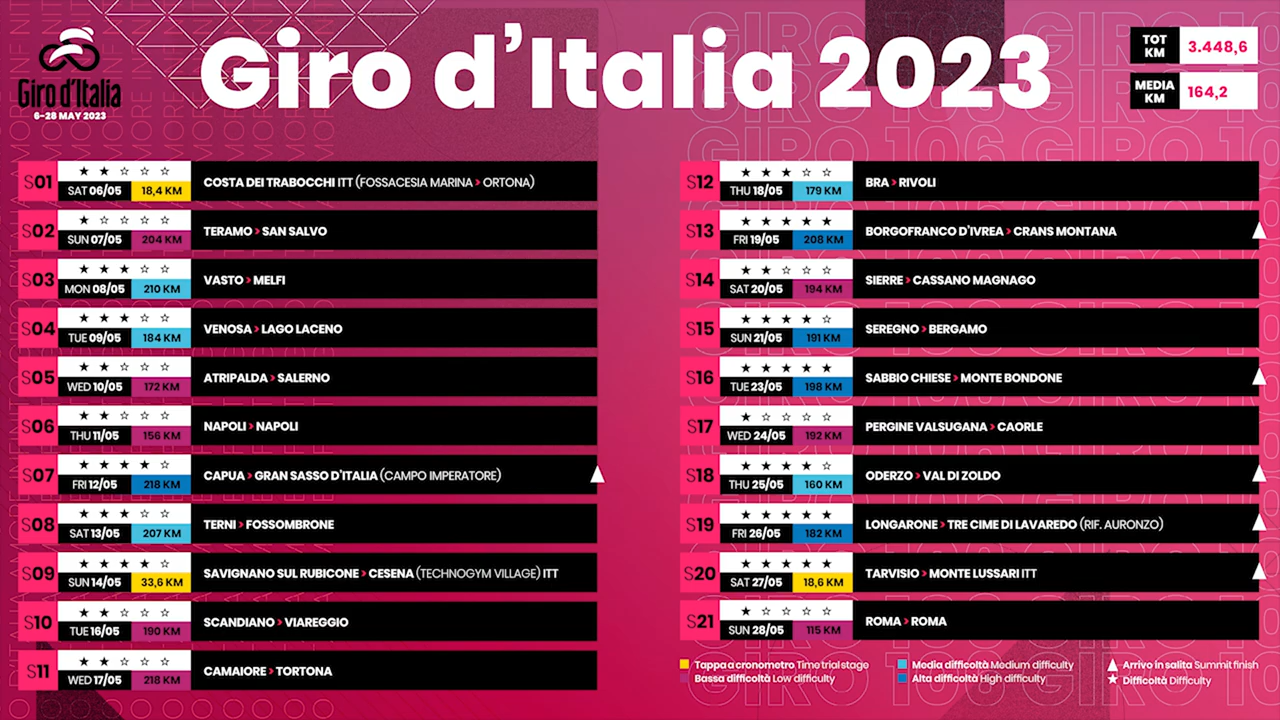 Giro d'Italia
6-28 MAY 2023
Giro d'Italia 2023
TOT KM 3.448,6
MEDIA KM 164,2
S01 ★ ★ ☆ ☆ ☆ SAT 06/05 18,4 KM COSTA DEI TRABOCCHI ITT (FOSSACESIA MARINA > ORTONA)
S02 ★ ☆ ☆ ☆ ☆ SUN 07/05 204 KM TERAMO > SAN SALVO
S03 ★ ★ ★ ☆ ☆ MON 08/05 210 KM VASTO > MELFI
S04 ★ ★ ★ ☆ ☆ TUE 09/05 184 KM VENOSA > LAGO LACENO
S05 ★ ★ ☆ ☆ ☆ WED 10/05 172 KM ATRIPALDA > SALERNO
S06 ★ ★ ☆ ☆ ☆ THU 11/05 156 KM NAPOLI > NAPOLI
S07 ★ ★ ★ ★ ☆ FRI 12/05 218 KM CAPUA > GRAN SASSO D'ITALIA (CAMPO IMPERATORE)
S08 ★ ★ ★ ☆ ☆ SAT 13/05 207 KM TERNI > FOSSOMBRONE
S09 ★ ★ ★ ★ ☆ SUN 14/05 33,6 KM SAVIGNANO SUL RUBICONE > CESENA (TECHNOGYM VILLAGE) ITT
S10 ★ ★ ☆ ☆ ☆ TUE 16/05 190 KM SCANDIANO > VIAREGGIO
S11 ★ ★ ☆ ☆ ☆ WED 17/05 218 KM CAMAIORE > TORTONA
S12 ★ ★ ★ ☆ ☆ THU 18/05 179 KM BRA > RIVOLI
S13 ★ ★ ★ ★ ★ FRI 19/05 208 KM BORGOFRANCO D'IVREA > CRANS MONTANA
S14 ★ ★ ☆ ☆ ☆ SAT 20/05 194 KM SIERRE > CASSANO MAGNAGO
S15 ★ ★ ★ ★ ☆ SUN 21/05 191 KM SEREGNO > BERGAMO
S16 ★ ★ ★ ★ ★ TUE 23/05 198 KM SABBIO CHIESE > MONTE BONDONE
S17 ★ ☆ ☆ ☆ ☆ WED 24/05 192 KM PERGINE VALSUGANA > CAORLE
S18 ★ ★ ★ ★ ☆ THU 25/05 160 KM ODERZO > VAL DI ZOLDO
S19 ★ ★ ★ ★ ★ FRI 26/05 182 KM LONGARONE > TRE CIME DI LAVAREDO (RIF. AURONZO)
S20 ★ ★ ★ ★ ★ SAT 27/05 18,6 KM TARVISIO > MONTE LUSSARI ITT
S21 ★ ☆ ☆ ☆ ☆ SUN 28/05 115 KM ROMA > ROMA
Tappa a cronometro Time trial stage
Bassa difficoltà Low difficulty
Media difficoltà Medium difficulty
Alta difficoltà High difficulty
Arrivo in salita Summit finish
★ Difficoltà Difficulty
GIRO 106 GIRO 106